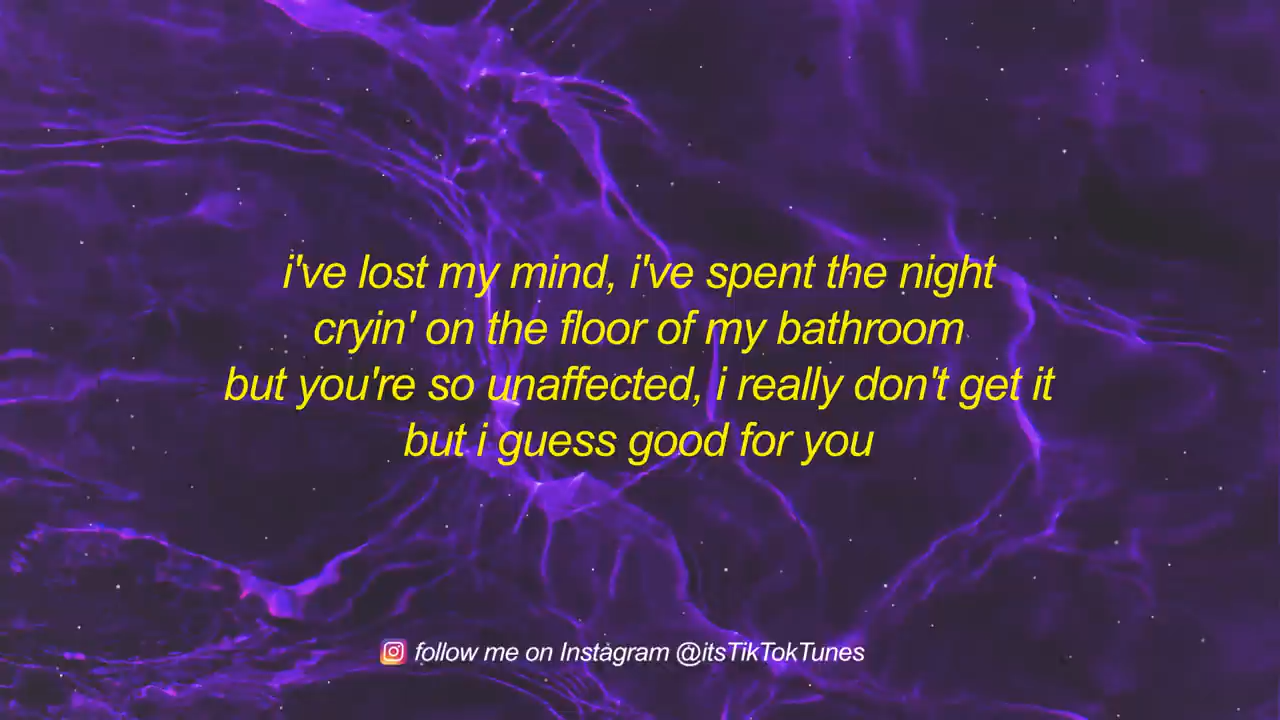 i've lost my mind, i've spent the night
cryin' on the floor of my bathroom
but you're so unaffected, i really don't get it
but i guess good for you
follow me on Instagram @itsTikTokTunes